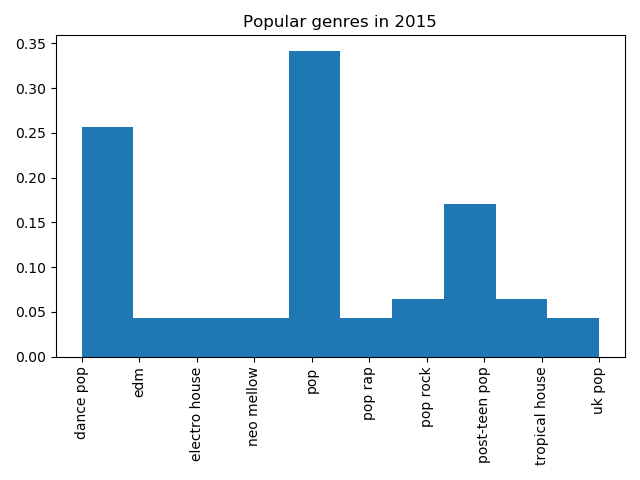 Popular genres in 2015
0.35
0.30
0.25
0.20
0.15
0.10
0.05
0.00
dance pop
edm
electro house
neo mellow
pop
pop rap
pop rock
post-teen pop
tropical house
uk pop